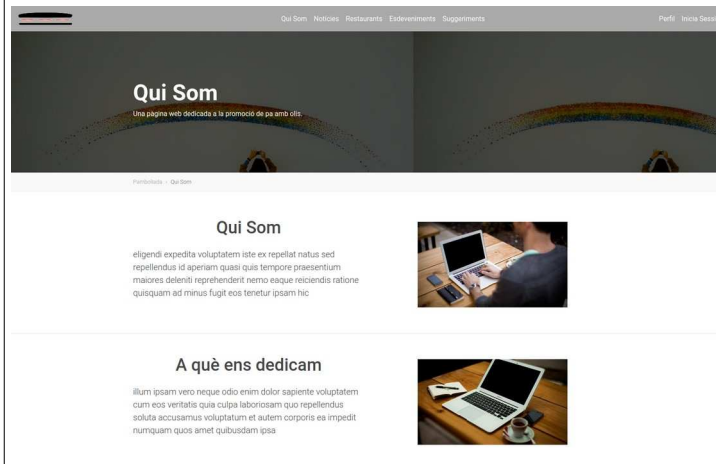 Qui Som Notícies Restaurants Esdeveniments Suggeriments
Perfil Inicia
Qui Som
Una pàgina web dedicada a la promoció de pa amb olis.
Pamboliada / Qui Som
Qui Som
eligendi expedita voluptatem iste ex repellat natus sed
repellendus id aperiam quasi quis tempore praesentium
maiores deleniti reprehenderit nemo eaque reiciendis ratione
quisquam ad minus fugit eos tenetur ipsam hic
A què ens dedicam
illum ipsam vero neque odio enim dolor sapiente voluptatem
cum eos veritatis quia culpa laboriosam quo repellendus
soluta accusamus voluptatum et autem corporis ea impedit
numquam quos amet quibusdam ipsa